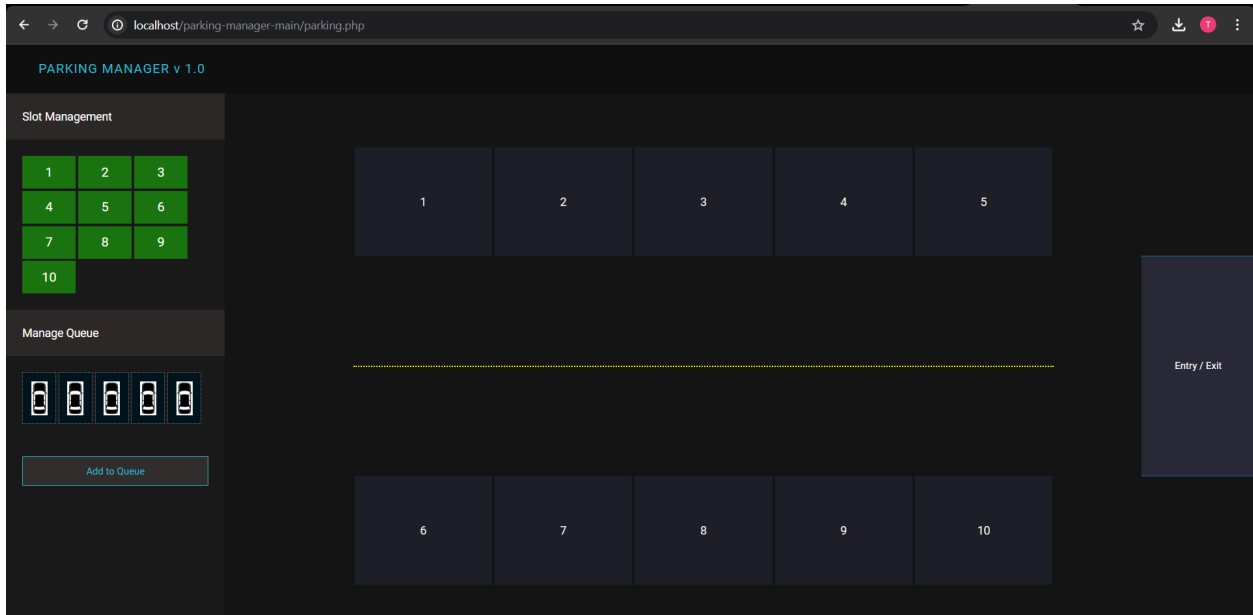 localhost/parking-manager-main/parking.php
T
PARKING MANAGER v 1.0
Slot Management
1 2 3
4 5 6
7 8 9
10
Manage Queue
Add to Queue
1 2 3 4 5
Entry / Exit
6 7 8 9 10